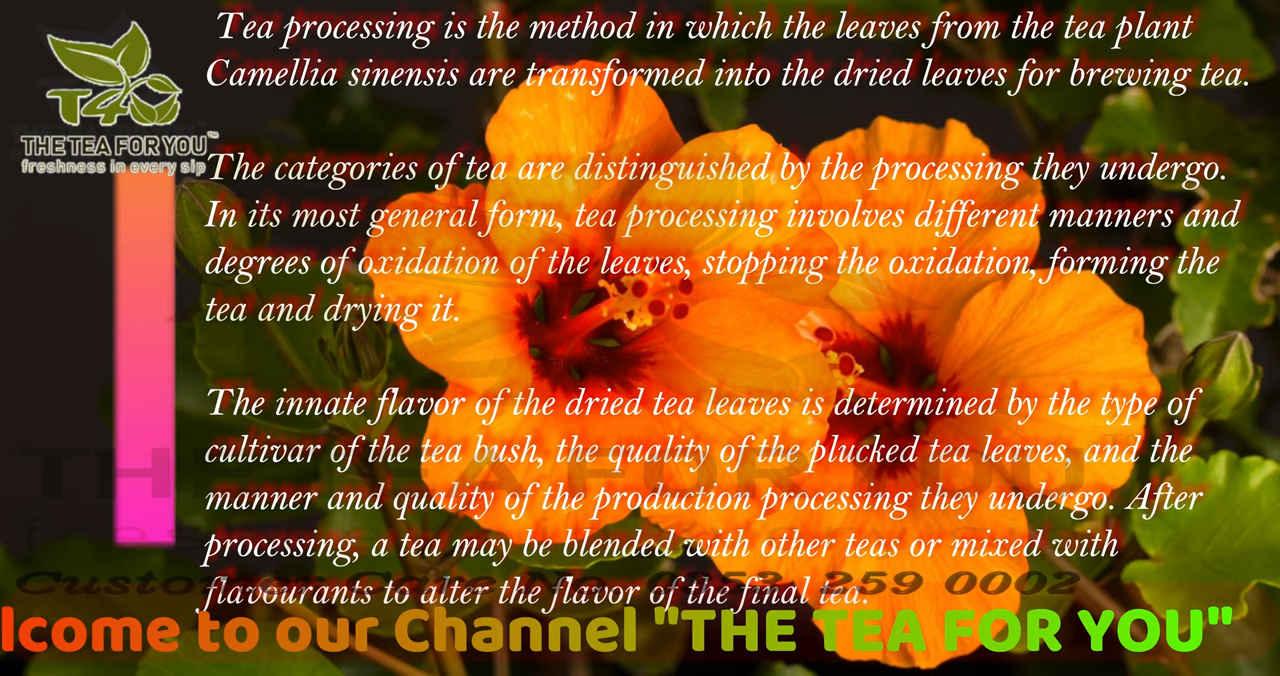 T4U
THE TEA FOR YOU™
freshness in every sip
Tea processing is the method in which the leaves from the tea plant
Camellia sinensis are transformed into the dried leaves for brewing tea.
The categories of tea are distinguished by the processing they undergo.
In its most general form, tea processing involves different manners and
degrees of oxidation of the leaves, stopping the oxidation, forming the
tea and drying it.
The innate flavor of the dried tea leaves is determined by the type of
cultivar of the tea bush, the quality of the plucked tea leaves, and the
manner and quality of the production processing they undergo. After
processing, a tea may be blended with other teas or mixed with
flavourants to alter the flavor of the final tea.
259 0002
lcome to our Channel "THE TEA FOR YOU"